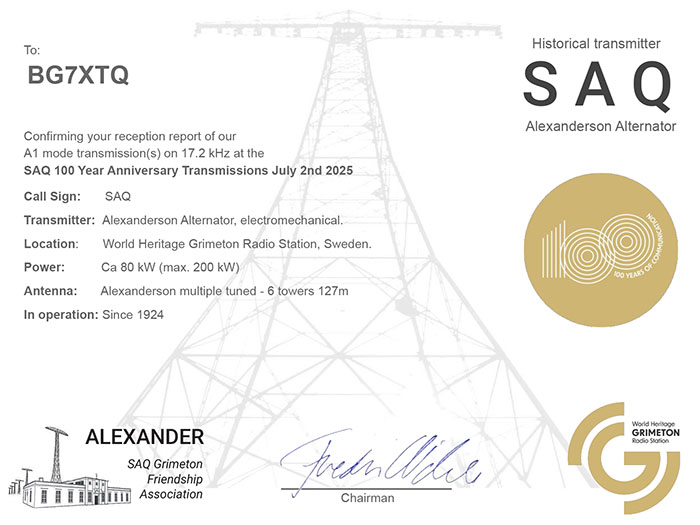 To:
BG7XTQ
Historical transmitter
SAQ
Alexanderson Alternator
Confirming your reception report of our
A1 mode transmission(s) on 17.2 kHz at the
SAQ 100 Year Anniversary Transmissions July 2nd 2025
Call Sign: SAQ
Transmitter: Alexanderson Alternator, electromechanical.
Location: World Heritage Grimeton Radio Station, Sweden.
Power: Ca 80 kW (max. 200 kW)
Antenna: Alexanderson multiple tuned - 6 towers 127m
In operation: Since 1924
100
100 YEARS OF COMMUNICATION
ALEXANDER
SAQ Grimeton
Friendship
Association
Chairman
World Heritage
GRIMETON
Radio Station
G